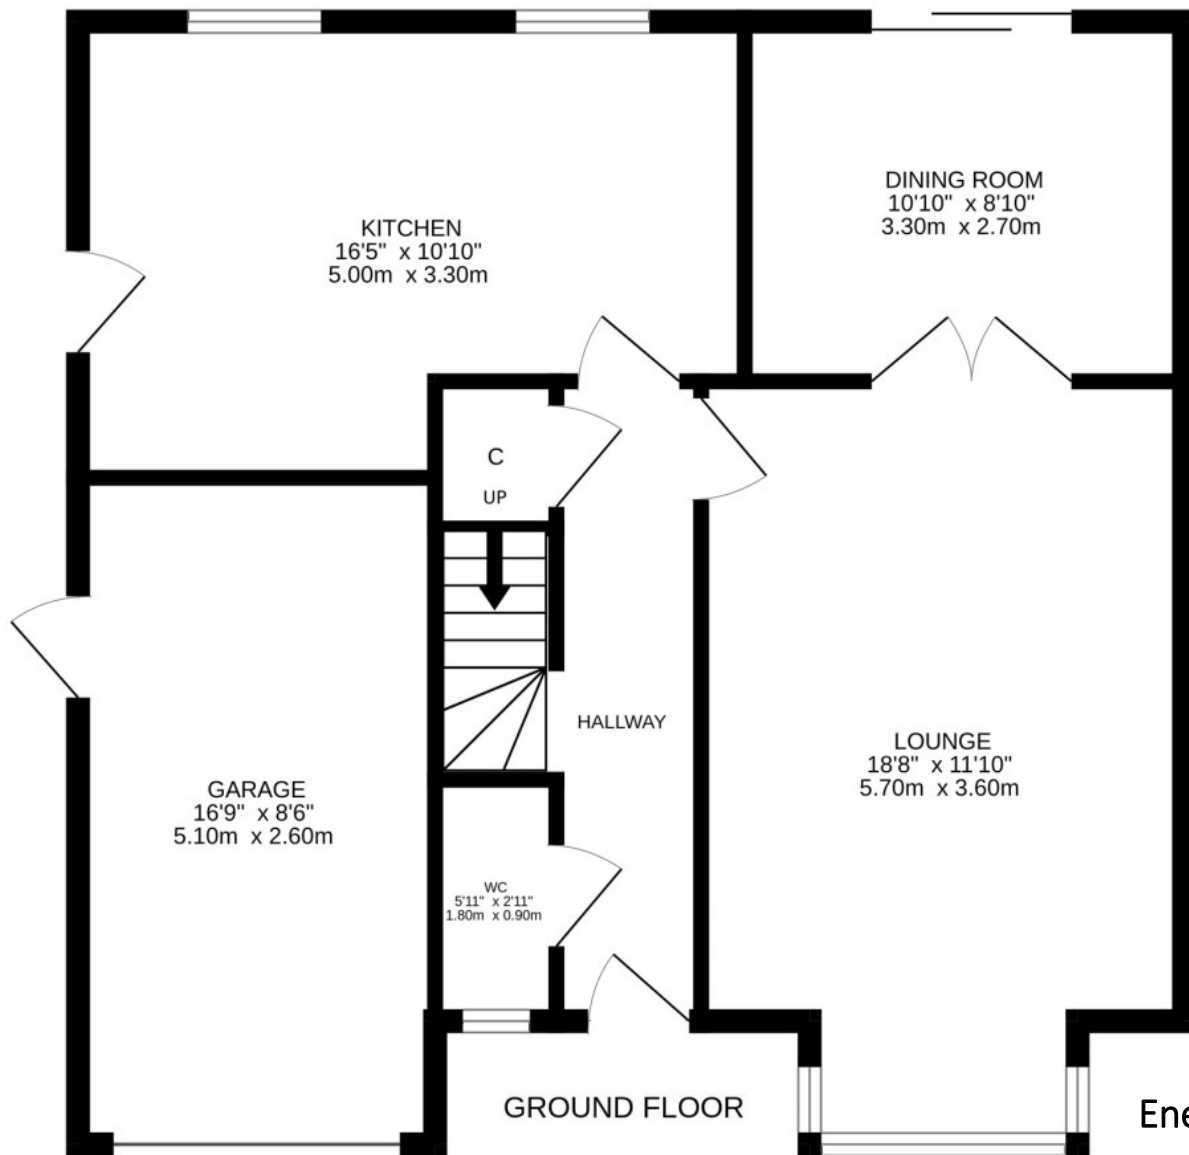 KITCHEN
16'5" x 10'10"
5.00m x 3.30m
DINING ROOM
10'10" x 8'10"
3.30m x 2.70m
C
UP
HALLWAY
LOUNGE
18'8" x 11'10"
5.70m x 3.60m
GARAGE
16'9" x 8'6"
5.10m x 2.60m
WC
5'11" x 2'11"
1.80m x 0.90m
GROUND FLOOR
Ene